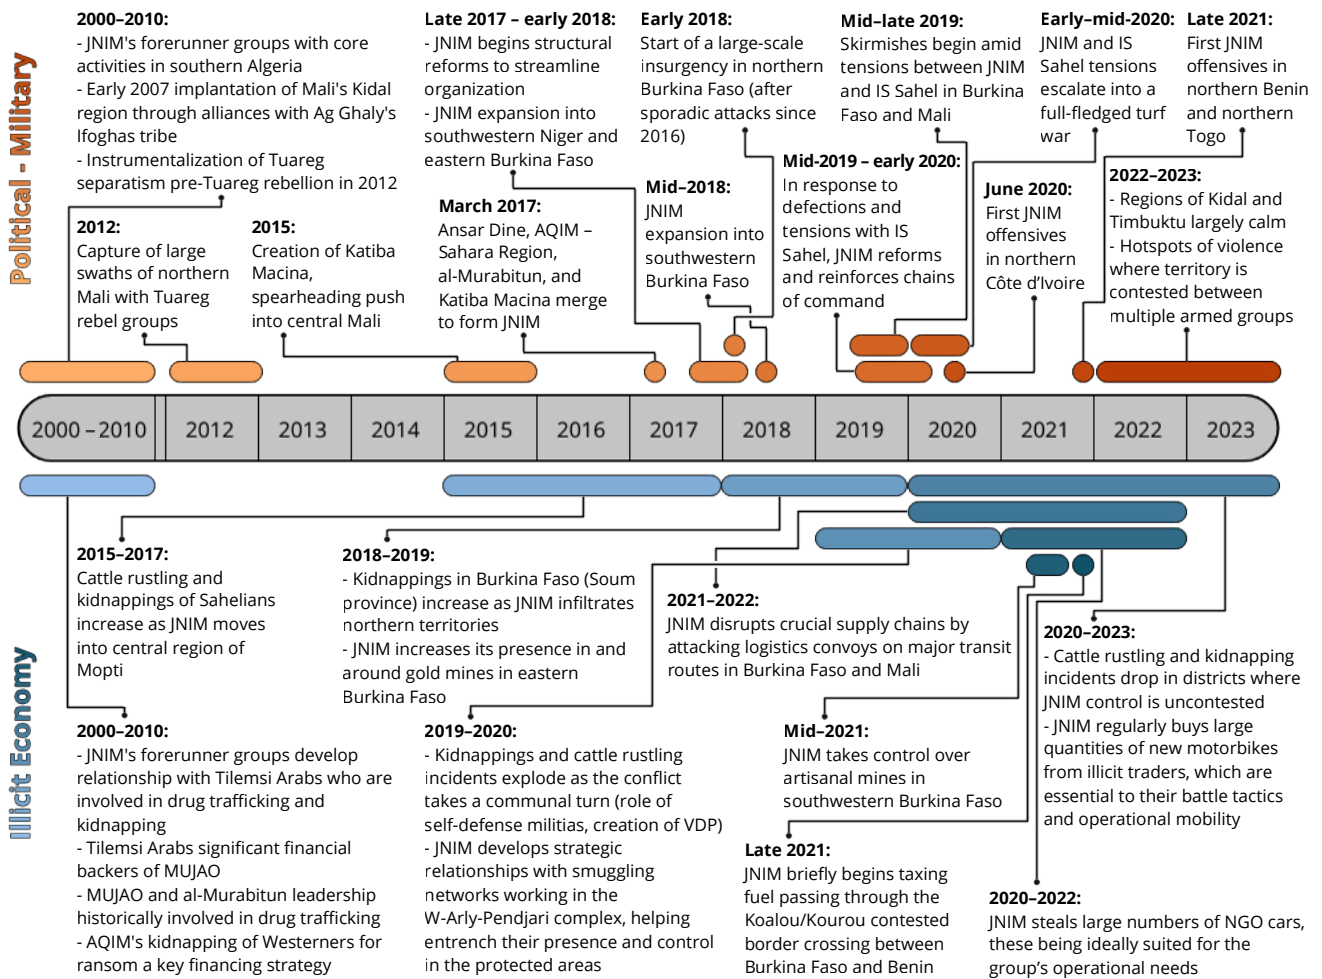 Political - Military
2000–2010:
- JNIM's forerunner groups with core
activities in southern Algeria
- Early 2007 implantation of Mali's Kidal
region through alliances with Ag Ghaly's
Ifoghas tribe
- Instrumentalization of Tuareg
separatism pre-Tuareg rebellion in 2012
2012:
Capture of large
swaths of northern
Mali with Tuareg
rebel groups
2015:
Creation of Katiba
Macina,
spearheading push
into central Mali
Late 2017 – early 2018:
- JNIM begins structural
reforms to streamline
organization
- JNIM expansion into
southwestern Niger and
eastern Burkina Faso
March 2017:
Ansar Dine, AQIM –
Sahara Region,
al-Murabitun, and
Katiba Macina merge
to form JNIM
Early 2018:
Start of a large-scale
insurgency in northern
Burkina Faso (after
sporadic attacks since
2016)
Mid–2018:
JNIM
expansion into
southwestern
Burkina Faso
Mid–late 2019:
Skirmishes begin amid
tensions between JNIM
and IS Sahel in Burkina
Faso and Mali
Mid-2019 – early 2020:
In response to
defections and
tensions with IS
Sahel, JNIM reforms
and reinforces chains
of command
Early–mid-2020:
JNIM and IS
Sahel tensions
escalate into a
full-fledged turf
war
June 2020:
First JNIM
offensives
in northern
Côte d’Ivoire
Late 2021:
First JNIM
offensives in
northern Benin
and northern
Togo
2022–2023:
- Regions of Kidal and
Timbuktu largely calm
- Hotspots of violence
where territory is
contested between
multiple armed groups
2000 – 2010 2012 2013 2014 2015 2016 2017 2018 2019 2020 2021 2022 2023
Illicit Economy
2015–2017:
Cattle rustling and
kidnappings of Sahelians
increase as JNIM moves
into central region of
Mopti
2000–2010:
- JNIM's forerunner groups develop
relationship with Tilemsi Arabs who are
involved in drug trafficking and
kidnapping
- Tilemsi Arabs significant financial
backers of MUJAO
- MUJAO and al-Murabitun leadership
historically involved in drug trafficking
- AQIM's kidnapping of Westerners for
ransom a key financing strategy
2018–2019:
- Kidnappings in Burkina Faso (Soum
province) increase as JNIM infiltrates
northern territories
- JNIM increases its presence in and
around gold mines in eastern
Burkina Faso
2019–2020:
- Kidnappings and cattle rustling
incidents explode as the conflict
takes a communal turn (role of
self-defense militias, creation of VDP)
- JNIM develops strategic
relationships with smuggling
networks working in the
W-Arly-Pendjari complex, helping
entrench their presence and control
in the protected areas
2021–2022:
JNIM disrupts crucial supply chains by
attacking logistics convoys on major transit
routes in Burkina Faso and Mali
Mid–2021:
JNIM takes control over
artisanal mines in
southwestern Burkina Faso
Late 2021:
JNIM briefly begins taxing
fuel passing through the
Koalou/Kourou contested
border crossing between
Burkina Faso and Benin
2020–2023:
- Cattle rustling and kidnapping
incidents drop in districts where
JNIM control is uncontested
- JNIM regularly buys large
quantities of new motorbikes
from illicit traders, which are
essential to their battle tactics
and operational mobility
2020–2022:
JNIM steals large numbers of NGO cars,
these being ideally suited for the
group’s operational needs